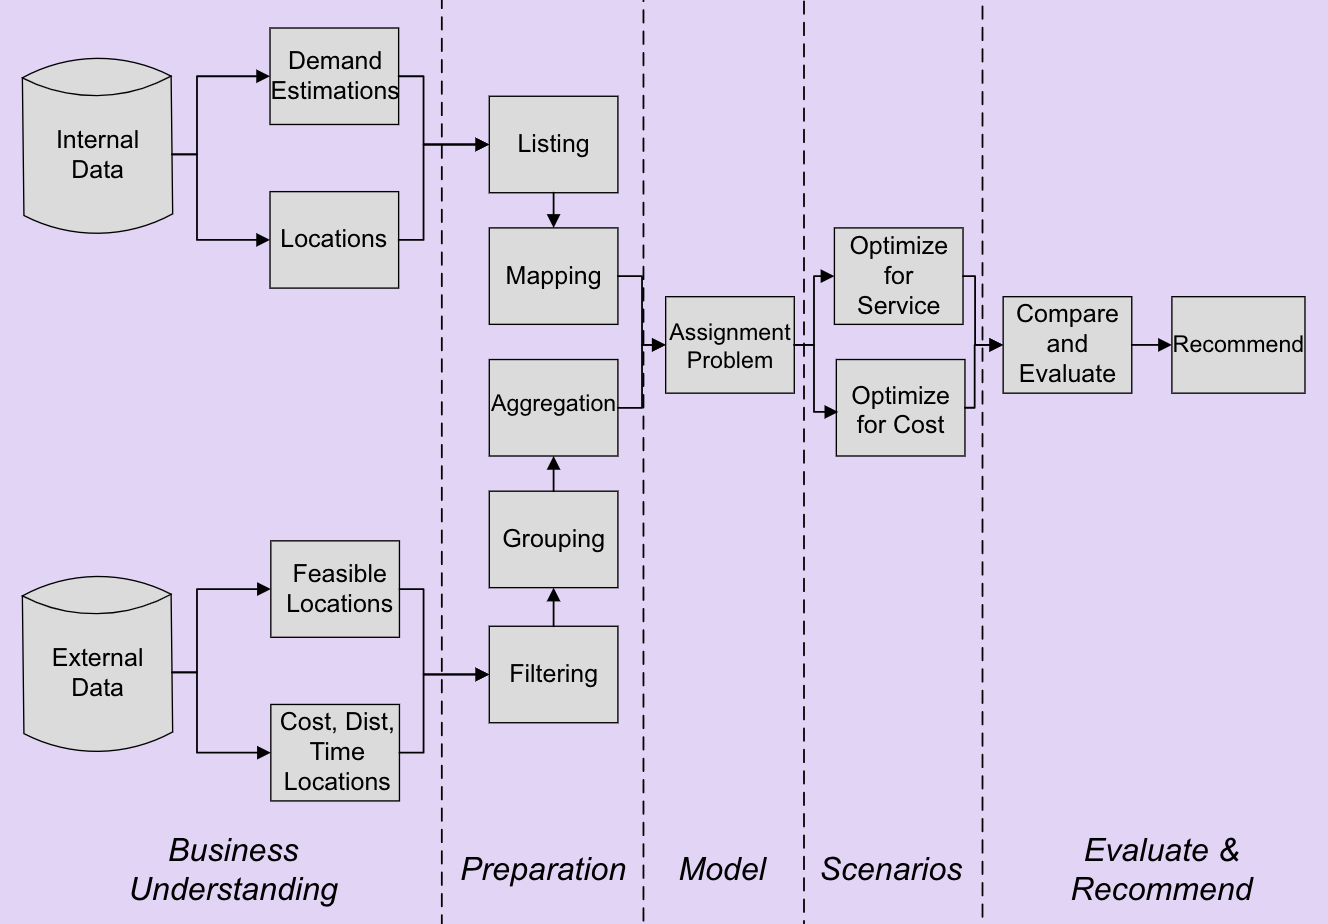 Internal
Data
Demand
Estimations
Locations
External
Data
Feasible
Locations
Cost, Dist,
Time
Locations
Listing
Mapping
Aggregation
Grouping
Filtering
Assignment
Problem
Optimize
for
Service
Optimize
for Cost
Compare
and
Evaluate
Recommend
Business
Understanding
Preparation
Model
Scenarios
Evaluate &
Recommend